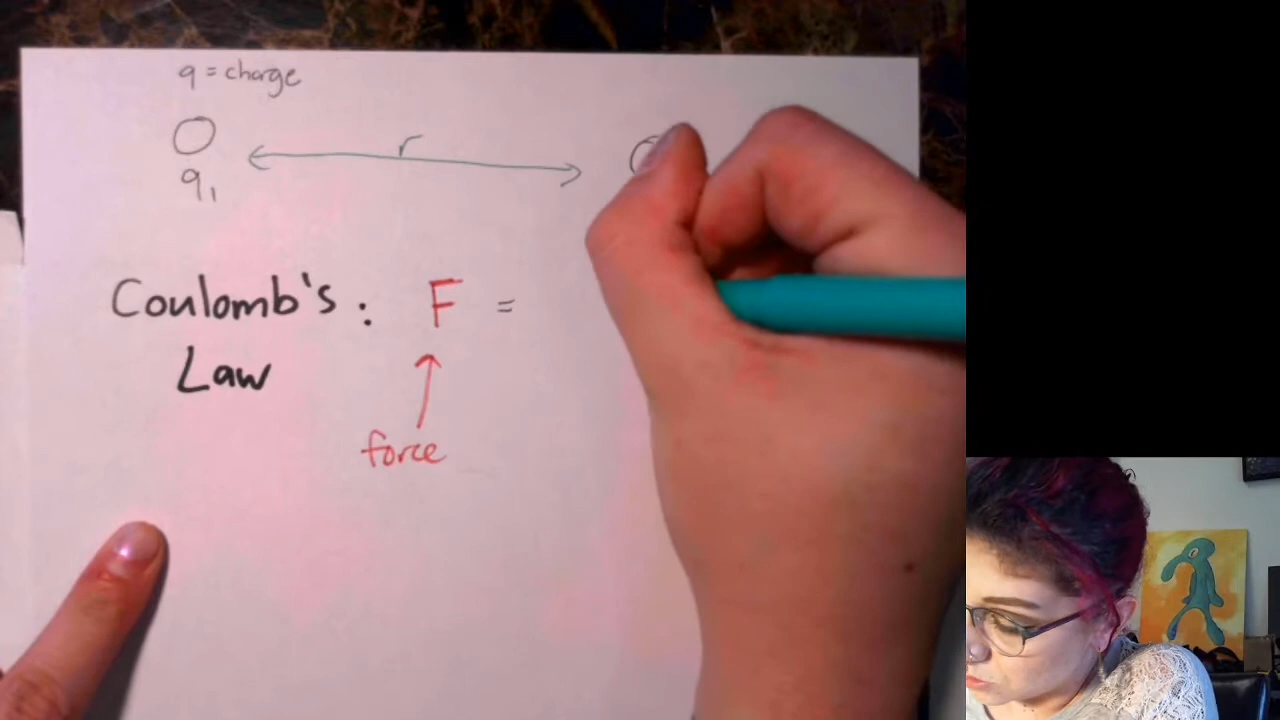 q = charge
r
q1
Coulomb's : F =
Law
force